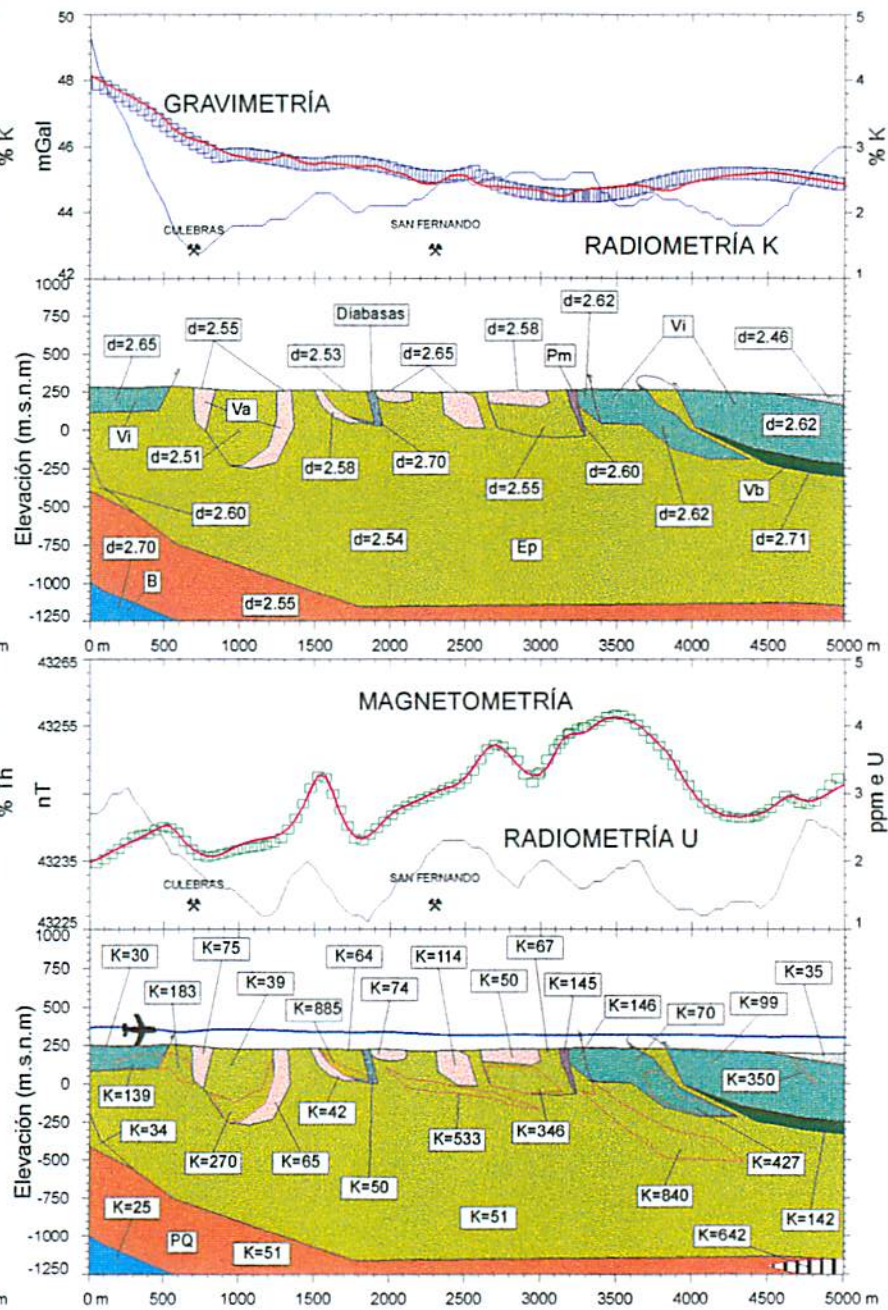 50
5
GRAVIMETRÍA
48
4
% K
mGal
46
3
% K
44
2
CULEBRAS
SAN FERNANDO
RADIOMETRÍA K
42
1
1000
d=2.62
750
d=2.55
Diabasas
d=2.58
Vi
d=2.46
500
d=2.65
d=2.53
d=2.65
Pm
250
Elevación (m.s.n.m)
Va
d=2.62
0
Vi
d=2.51
d=2.58
d=2.70
d=2.60
-250
d=2.55
Vb
-500
d=2.60
d=2.62
d=2.54
Ep
d=2.71
-750
d=2.70
-1000
B
d=2.55
-1250
m
0 m
500
1000
1500
2000
2500
3000
3500
4000
4500
5000 m
43265
5
MAGNETOMETRÍA
43255
4
% Th
nT
3
ppm e U
RADIOMETRÍA U
43235
2
CULEBRAS
SAN FERNANDO
43225
1
1000
K=30
K=75
K=64
K=114
K=67
750
K=183
K=39
K=74
K=50
K=145
K=35
500
K=885
K=146
K=70
K=99
250
Elevación (m.s.n.m)
0
K=139
K=42
K=350
-250
K=34
K=533
K=346
-500
K=270
K=65
K=427
K=50
K=840
-750
K=25
K=51
K=142
-1000
PQ
K=51
K=642
-1250
m
0 m
500
1000
1500
2000
2500
3000
3500
4000
4500
5000 m